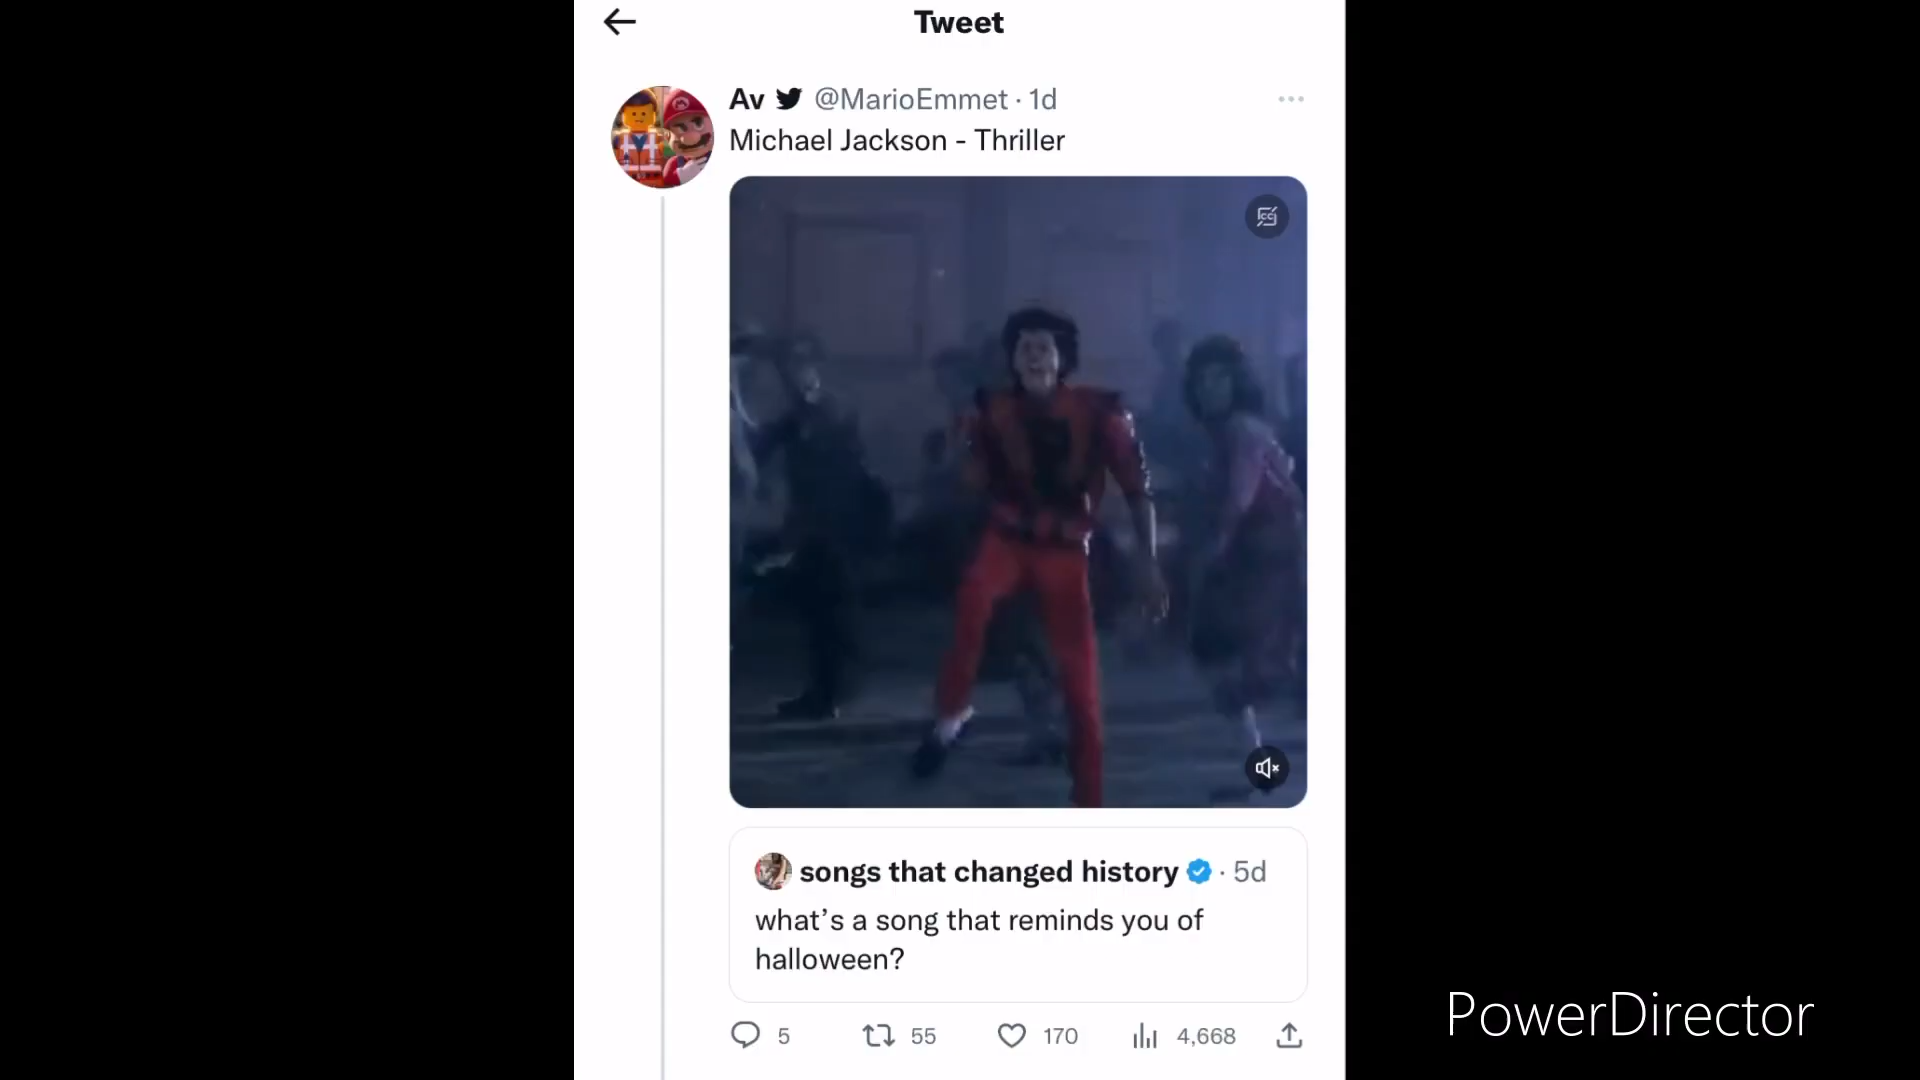 Tweet
Av @MarioEmmet · 1d
Michael Jackson - Thriller
CC
songs that changed history · 5d
what’s a song that reminds you of
halloween?
5 55 170 4,668
PowerDirector